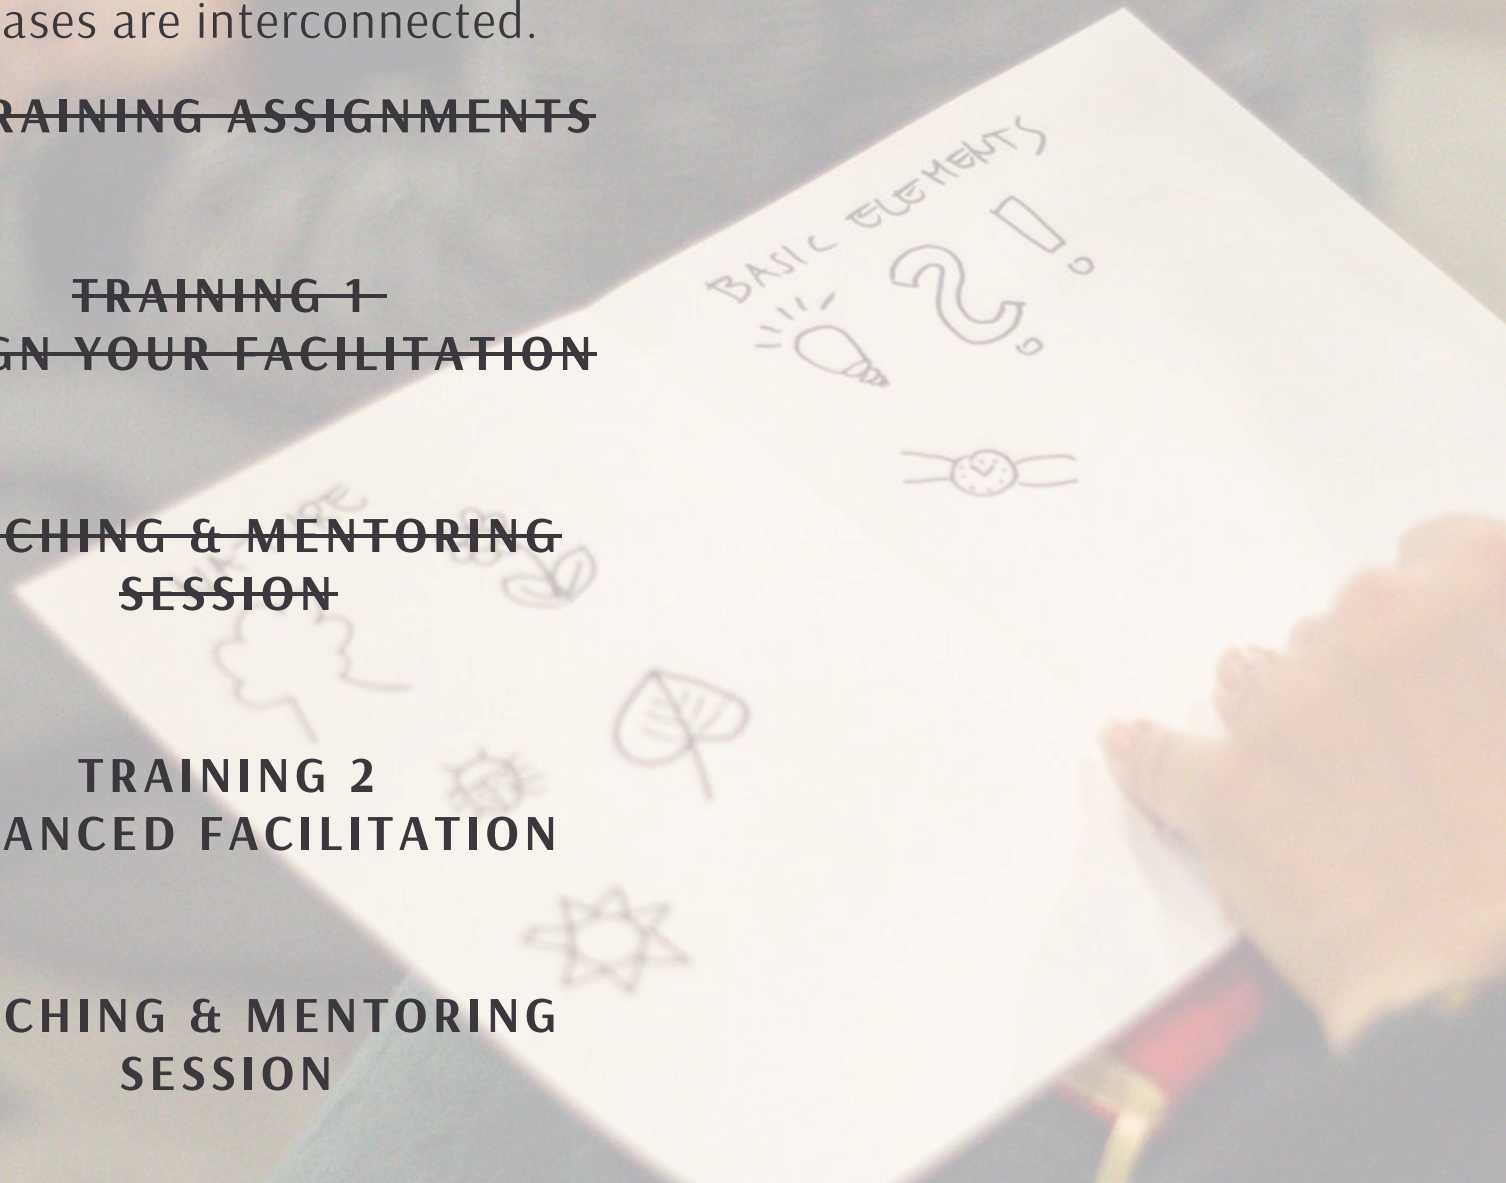 ases are interconnected.
RAINING ASSIGNMENTS
TRAINING 1
GN YOUR FACILITATION
CHING & MENTORING
SESSION
TRAINING 2
ANCED FACILITATION
CHING & MENTORING
SESSION
BASIC ELEMENTS